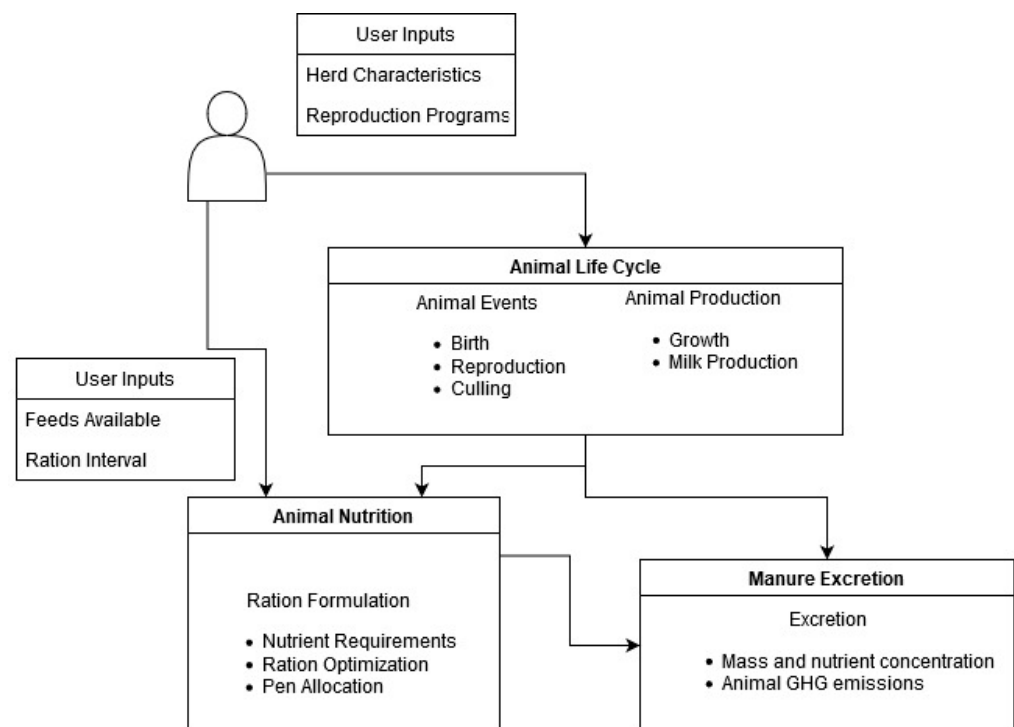 User Inputs
Herd Characteristics
Reproduction Programs
Animal Life Cycle
Animal Events
Birth
Reproduction
Culling
Animal Production
Growth
Milk Production
User Inputs
Feeds Available
Ration Interval
Animal Nutrition
Ration Formulation
Nutrient Requirements
Ration Optimization
Pen Allocation
Manure Excretion
Excretion
Mass and nutrient concentration
Animal GHG emissions